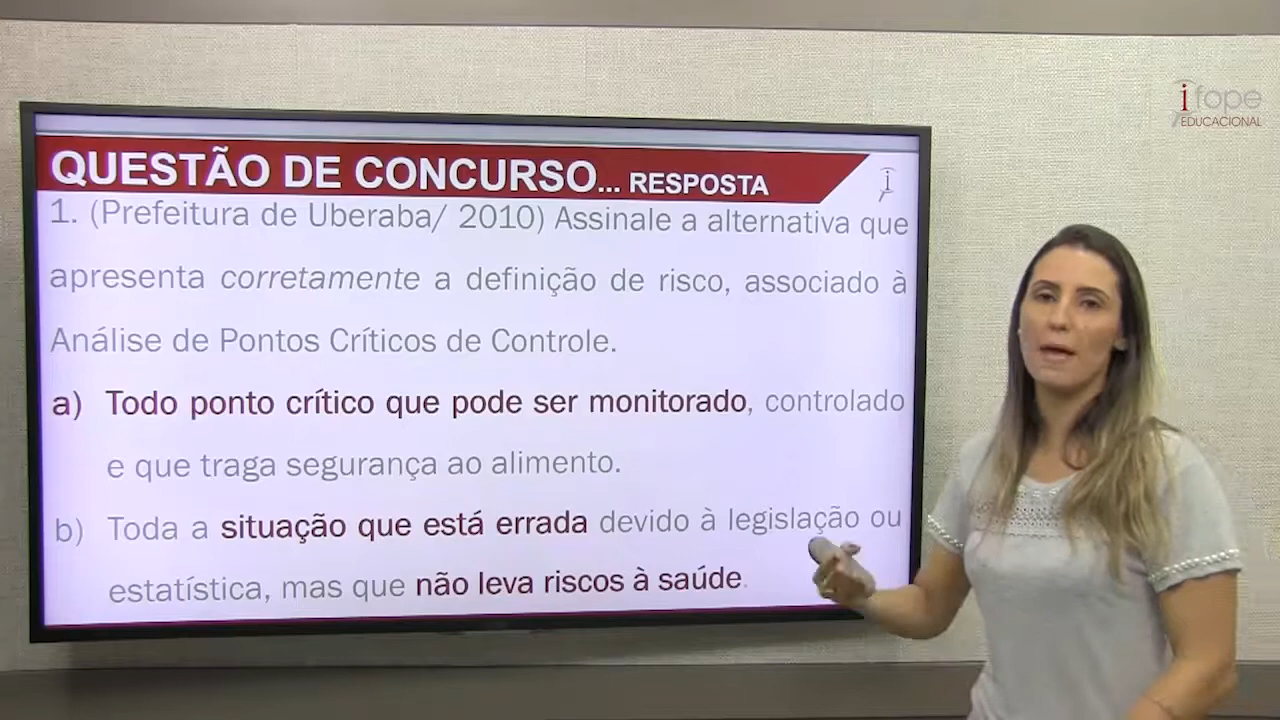 ifope
EDUCACIONAL
QUESTÃO DE CONCURSO... RESPOSTA
1. (Prefeitura de Uberaba/ 2010) Assinale a alternativa que
apresenta corretamente a definição de risco, associado à
Análise de Pontos Críticos de Controle.
a) Todo ponto crítico que pode ser monitorado, controlado
e que traga segurança ao alimento.
b) Toda a situação que está errada devido à legislação ou
estatística, mas que não leva riscos à saúde.